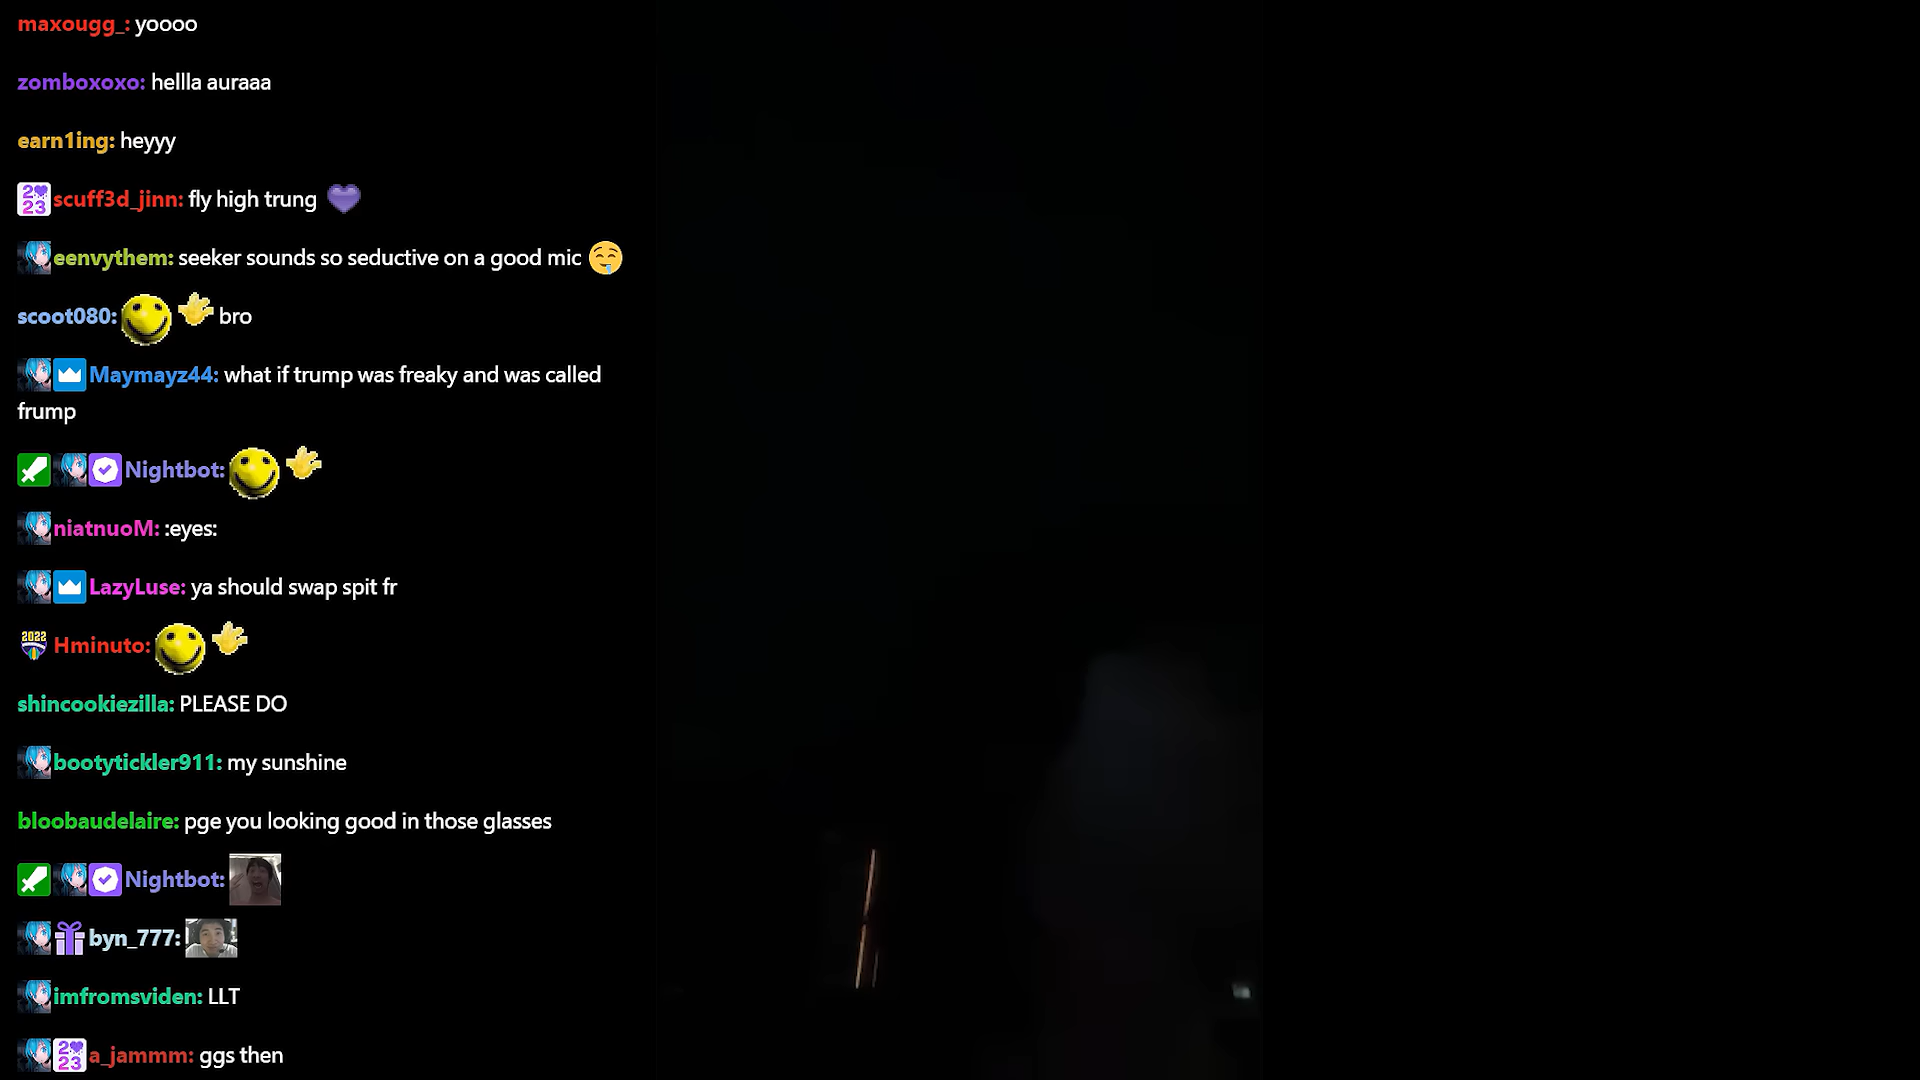 maxougg_: yoooo
zomboxoxo: hellla auraaa
earn1ing: heyyy
2023 scuff3d_jinn: fly high trung
eenvythem: seeker sounds so seductive on a good mic
scoot080: bro
Maymayz44: what if trump was freaky and was called
frump
Nightbot:
niatnuoM: :eyes:
LazyLuse: ya should swap spit fr
2022 Hminuto:
shincookiezilla: PLEASE DO
bootytickler911: my sunshine
bloobaudelaire: pge you looking good in those glasses
Nightbot:
byn_777:
imfromsviden: LLT
2023 a_jammm: ggs then